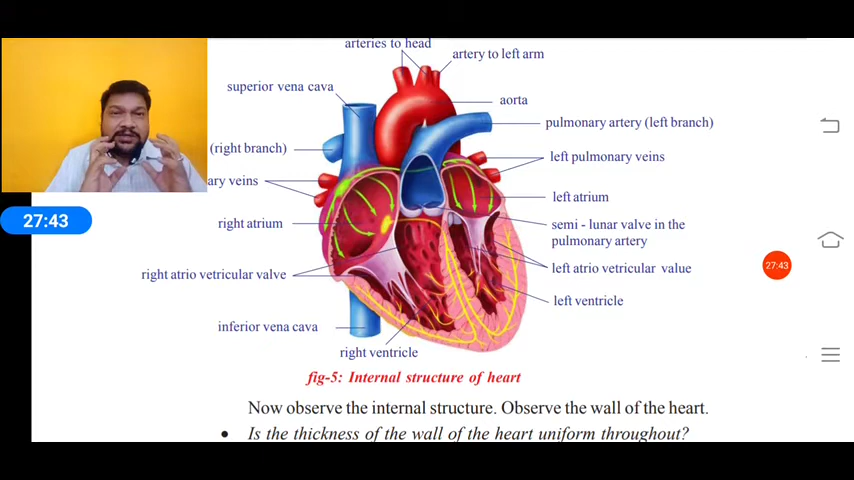 arteries to head
artery to left arm
superior vena cava
aorta
pulmonary artery (left branch)
(right branch)
left pulmonary veins
ary veins
left atrium
right atrium
semi - lunar valve in the
pulmonary artery
left atrio vetricular value
right atrio vetricular valve
left ventricle
inferior vena cava
right ventricle
fig-5: Internal structure of heart
Now observe the internal structure. Observe the wall of the heart.
• Is the thickness of the wall of the heart uniform throughout?
27:43
27:43